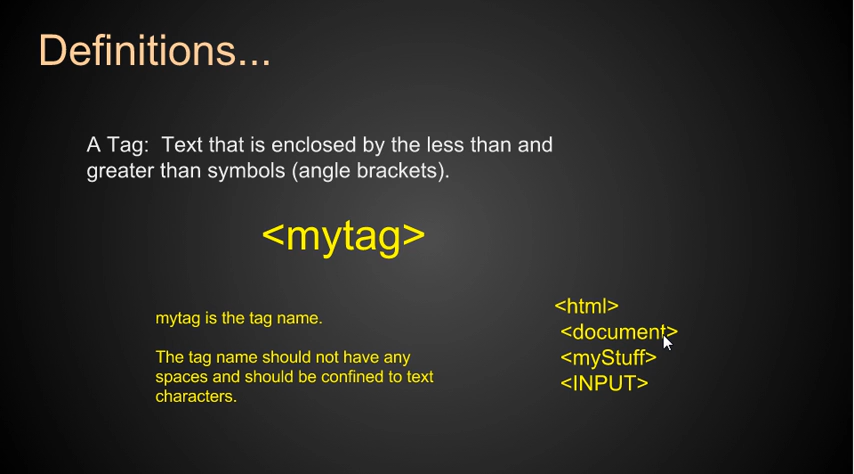 Definitions...
A Tag:  Text that is enclosed by the less than and
greater than symbols (angle brackets).
<mytag>
mytag is the tag name.
The tag name should not have any
spaces and should be confined to text
characters.
<html>
<document>
<myStuff>
<INPUT>